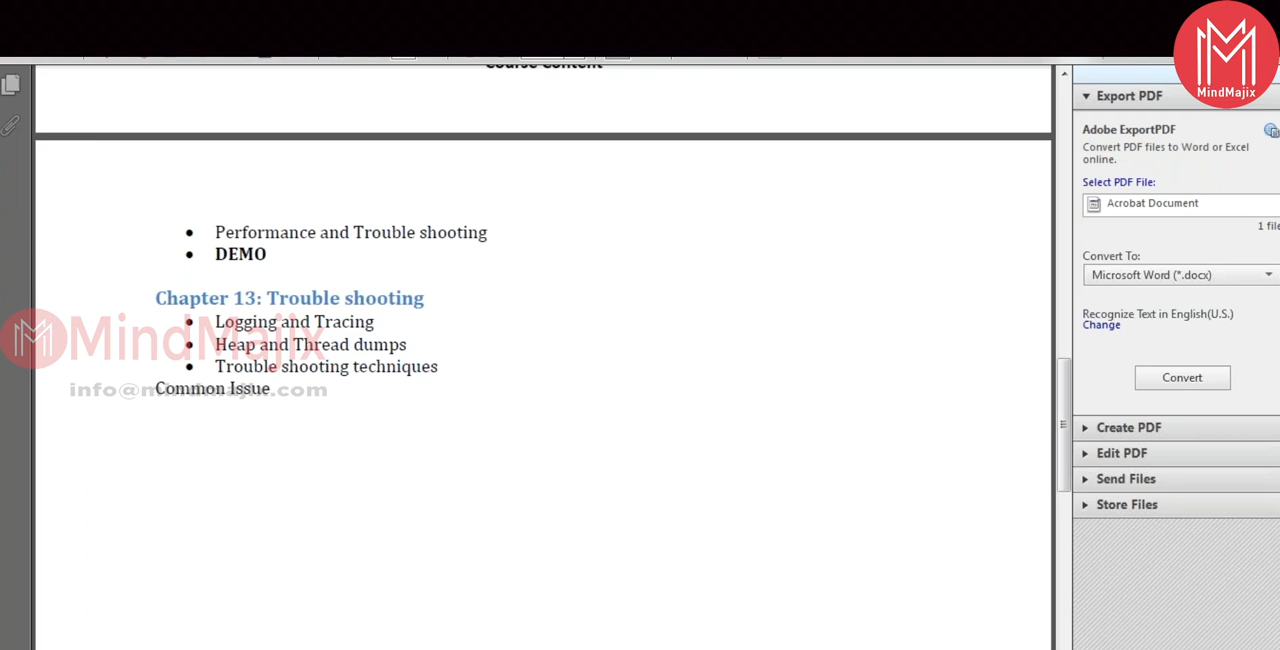 MindMajix
Course Content
Performance and Trouble shooting
DEMO
Chapter 13: Trouble shooting
Logging and Tracing
Heap and Thread dumps
Trouble shooting techniques
Common Issue
MindMajix
info@mindmajix.com
Export PDF
Adobe ExportPDF
Convert PDF files to Word or Excel
online.
Select PDF File:
Acrobat Document
1 file
Convert To:
Microsoft Word (*.docx)
Recognize Text in English(U.S.)
Change
Convert
Create PDF
Edit PDF
Send Files
Store Files